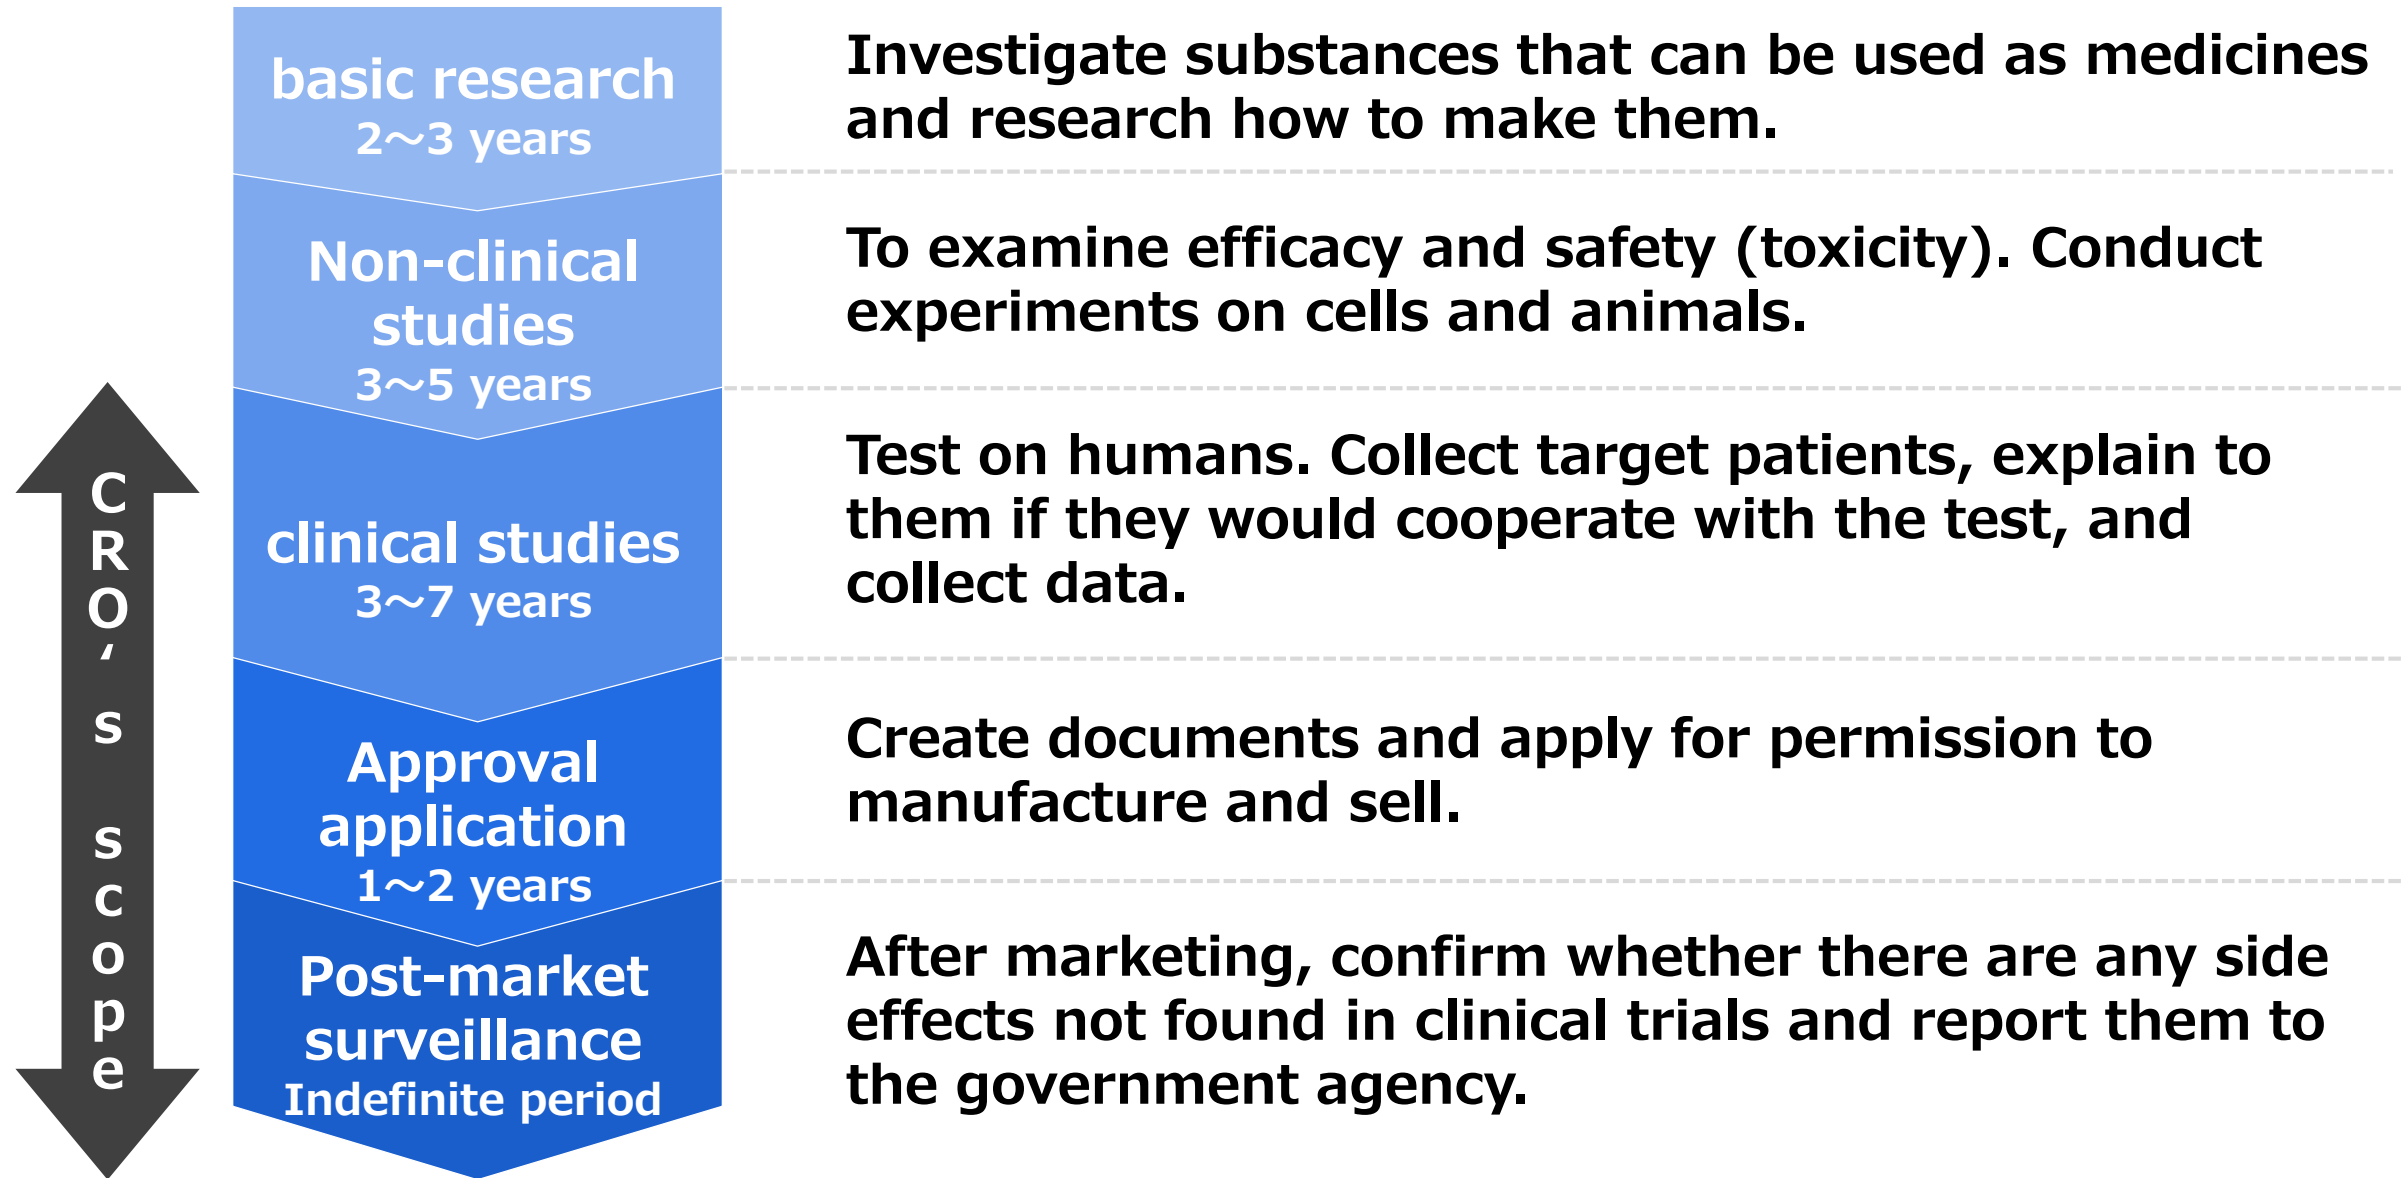 basic research
2～3 years
Investigate substances that can be used as medicines
and research how to make them.
Non-clinical
studies
3～5 years
To examine efficacy and safety (toxicity). Conduct
experiments on cells and animals.
clinical studies
3～7 years
Test on humans. Collect target patients, explain to
them if they would cooperate with the test, and
collect data.
Approval
application
1～2 years
Create documents and apply for permission to
manufacture and sell.
Post-market
surveillance
Indefinite period
After marketing, confirm whether there are any side
effects not found in clinical trials and report them to
the government agency.
CRO‘s scope